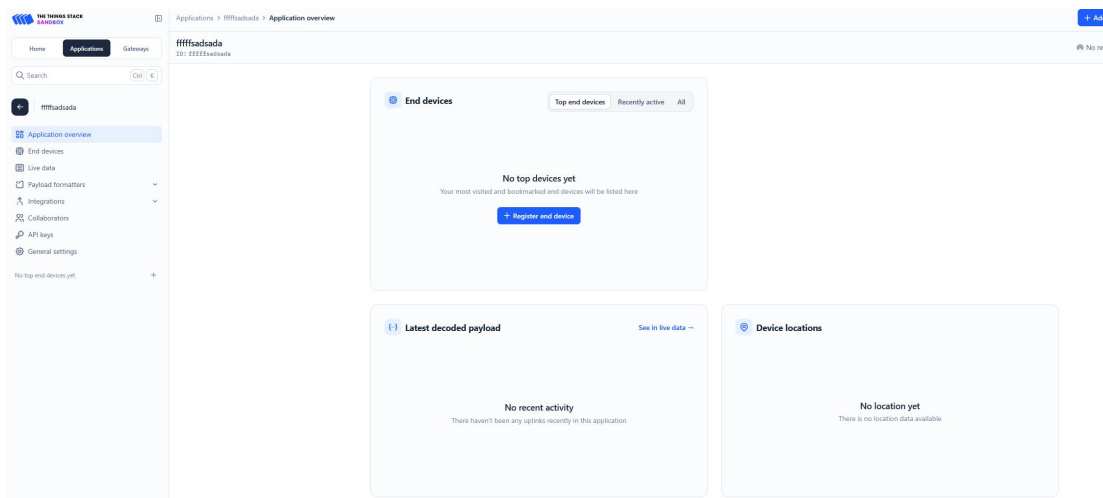 THE THINGS STACK
SANDBOX
Applications > fffffsadsada > Application overview
+ Add
Home Applications Gateways
fffffsadsada
ID: fffffsadsada
No re
Search Ctrl K
fffffsadsada
Application overview
End devices
Live data
Payload formatters
Integrations
Collaborators
API keys
General settings
No top end devices yet +
End devices
Top end devices Recently active All
No top devices yet
Your most visited and bookmarked end devices will be listed here
+ Register end device
Latest decoded payload
See in live data →
No recent activity
There haven't been any uplinks recently in this application
Device locations
No location yet
There is no location data available